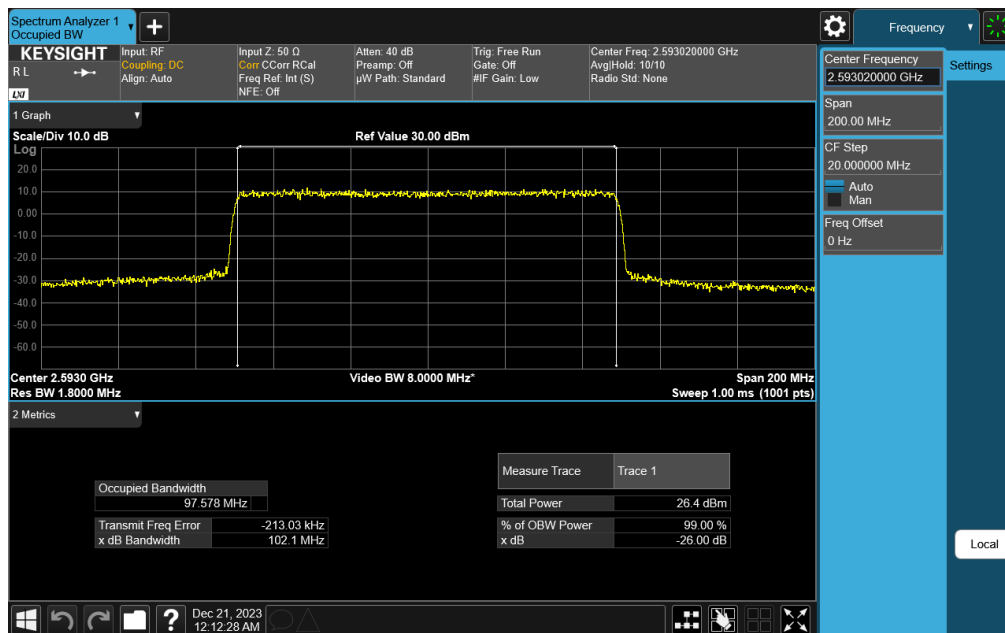 Spectrum Analyzer 1
Occupied BW
Frequency
KEYSIGHT
R L
LXI
Input: RF
Coupling: DC
Align: Auto
Input Z: 50 Ω
Corr CCorr RCal
Freq Ref: Int (S)
NFE: Off
Atten: 40 dB
Preamp: Off
µW Path: Standard
Trig: Free Run
Gate: Off
#IF Gain: Low
Center Freq: 2.593020000 GHz
Avg|Hold: 10/10
Radio Std: None
Center Frequency
2.593020000 GHz
Settings
Span
200.00 MHz
CF Step
20.000000 MHz
Auto
Man
Freq Offset
0 Hz
1 Graph
Scale/Div 10.0 dB
Ref Value 30.00 dBm
Log
20.0
10.0
0.00
-10.0
-20.0
-30.0
-40.0
-50.0
-60.0
Center 2.5930 GHz
Video BW 8.0000 MHz*
Span 200 MHz
Res BW 1.8000 MHz
Sweep 1.00 ms (1001 pts)
2 Metrics
Occupied Bandwidth
97.578 MHz
Transmit Freq Error -213.03 kHz
x dB Bandwidth 102.1 MHz
Measure Trace Trace 1
Total Power 26.4 dBm
% of OBW Power 99.00 %
x dB -26.00 dB
Local
Dec 21, 2023
12:12:28 AM